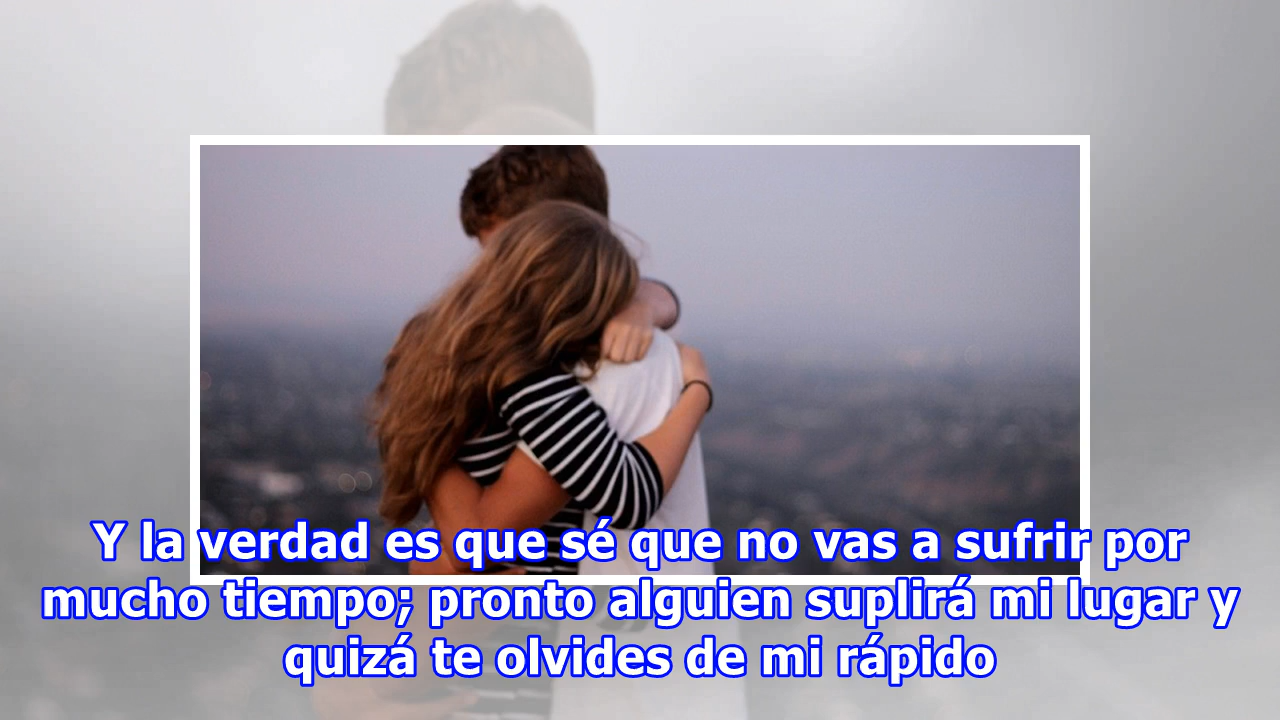 Y la verdad es que sé que no vas a sufrir por
mucho tiempo; pronto alguien suplirá mi lugar y
quizá te olvides de mi rápido